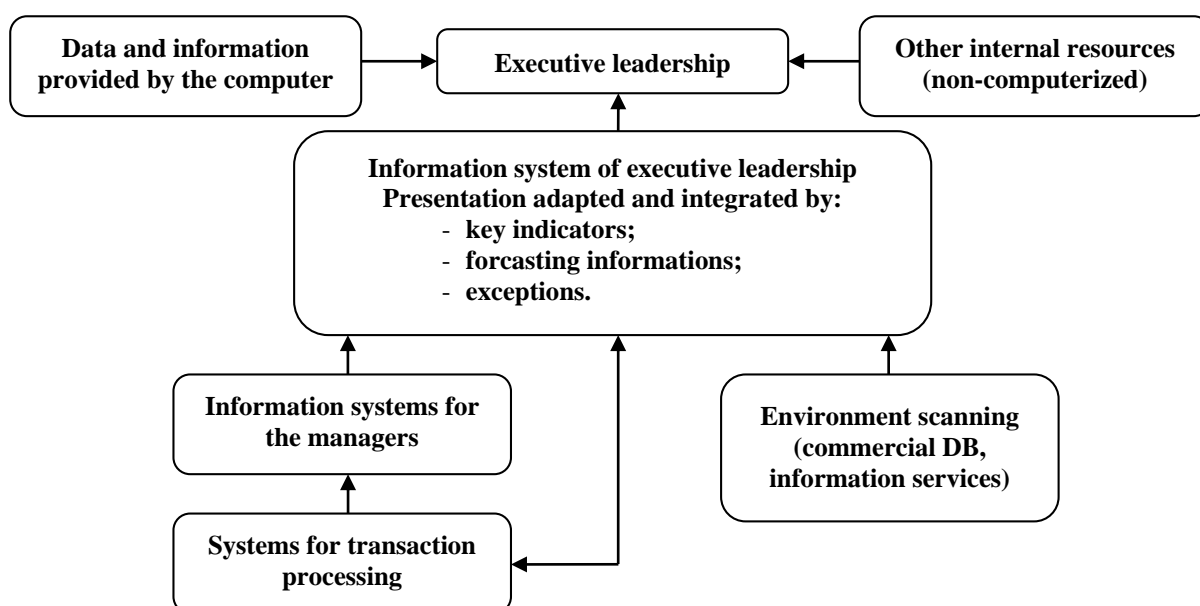 Data and information
provided by the computer
Executive leadership
Other internal resources
(non-computerized)
Information system of executive leadership
Presentation adapted and integrated by:
- key indicators;
- forcasting informations;
- exceptions.
Information systems for
the managers
Environment scanning
(commercial DB,
information services)
Systems for transaction
processing